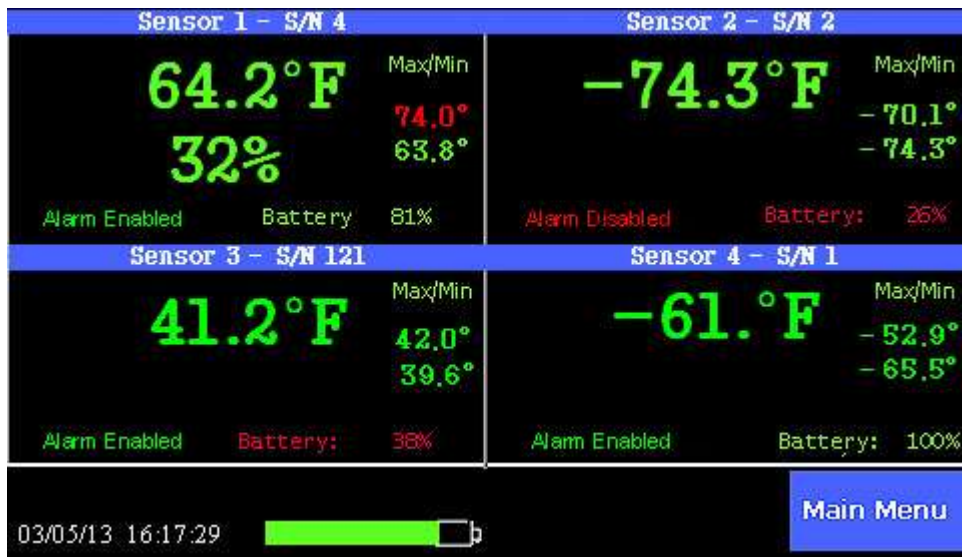 Sensor 1 - S/N 4
64.2°F
Max/Min
74.0°
63.8°
32%
Alarm Enabled Battery 81%
Sensor 2 - S/N 2
-74.3°F
Max/Min
-70.1°
-74.3°
Alarm Disabled Battery: 26%
Sensor 3 - S/N 121
41.2°F
Max/Min
42.0°
39.6°
Alarm Enabled Battery: 38%
Sensor 4 - S/N 1
-61.°F
Max/Min
-52.9°
-65.5°
Alarm Enabled Battery: 100%
03/05/13 16:17:29
Main Menu